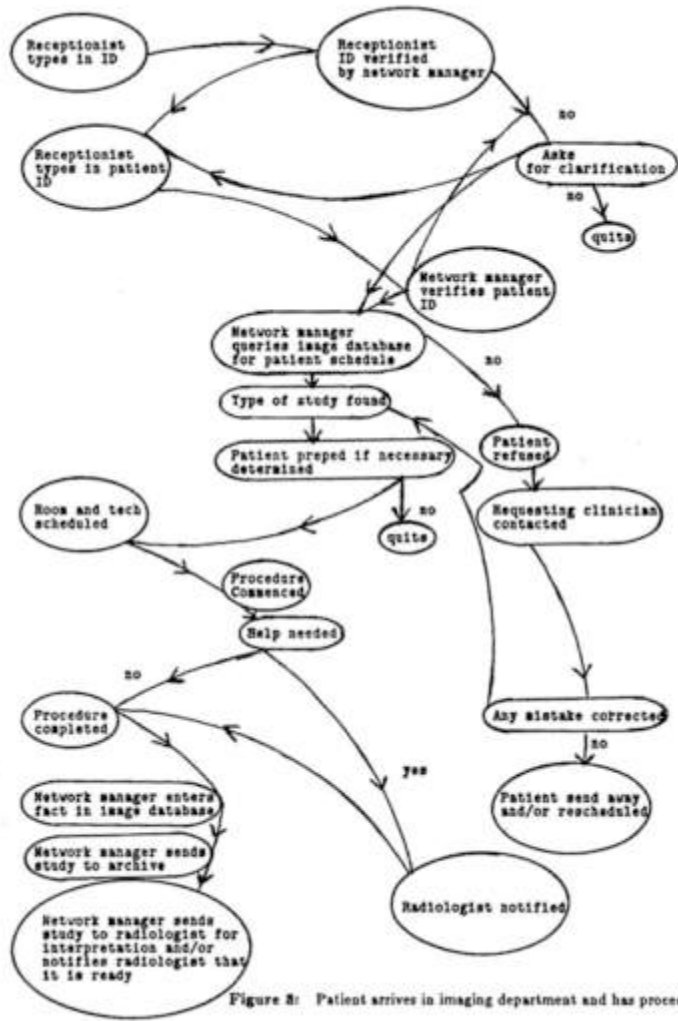 Receptionist
types in ID
Receptionist
ID verified
by network manager
no
Receptionist
types in patient
ID
Asks
for clarification
no
quits
Network manager
verifies patient
ID
Network manager
queries image database
for patient schedule
no
Type of study found
Patient
refused
Patient preped if necessary
determined
Room and tech
scheduled
no
quits
Requesting clinician
contacted
Procedure
Commenced
Help needed
no
Procedure
completed
Any mistake corrected
no
yes
Network manager enters
fact in image database
Patient send away
and/or rescheduled
Network manager sends
study to archive
Radiologist notified
Network manager sends
study to radiologist for
interpretation and/or
notifies radiologist that
it is ready
Figure 3: Patient arrives in imaging department and has proce